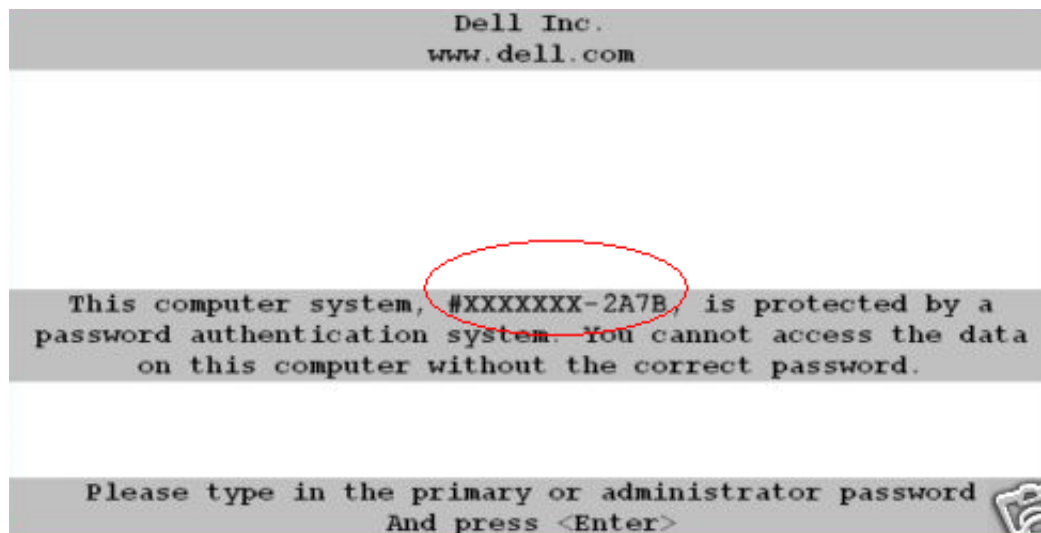 Dell Inc.
www.dell.com
This computer system, #XXXXXXX-2A7B, is protected by a
password authentication system. You cannot access the data
on this computer without the correct password.
Please type in the primary or administrator password
And press <Enter>